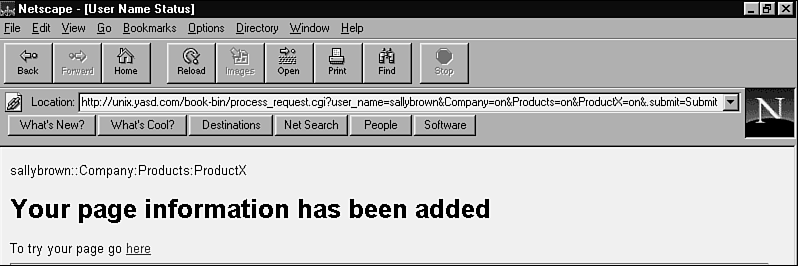 Netscape - [User Name Status]
File Edit View Go Bookmarks Options Directory Window Help
Back Forward Home Reload Images Open Print Find Stop
Location: http://unix.yasd.com/book-bin/process_request.cgi?user_name=sallybrown&Company=on&Products=on&ProductX=on&.submit=Submit
N
What's New? What's Cool? Destinations Net Search People Software
sallybrown::Company:Products:ProductX
Your page information has been added
To try your page go here